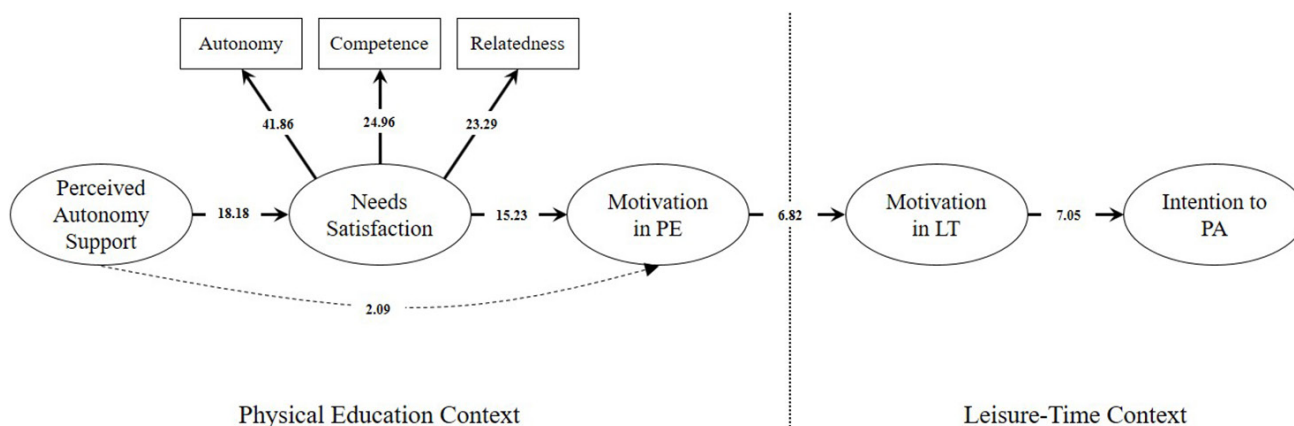 Autonomy
Competence
Relatedness
41.86
24.96
23.29
Perceived
Autonomy
Support
18.18
Needs
Satisfaction
15.23
Motivation
in PE
6.82
Motivation
in LT
7.05
Intention to
PA
2.09
Physical Education Context
Leisure-Time Context